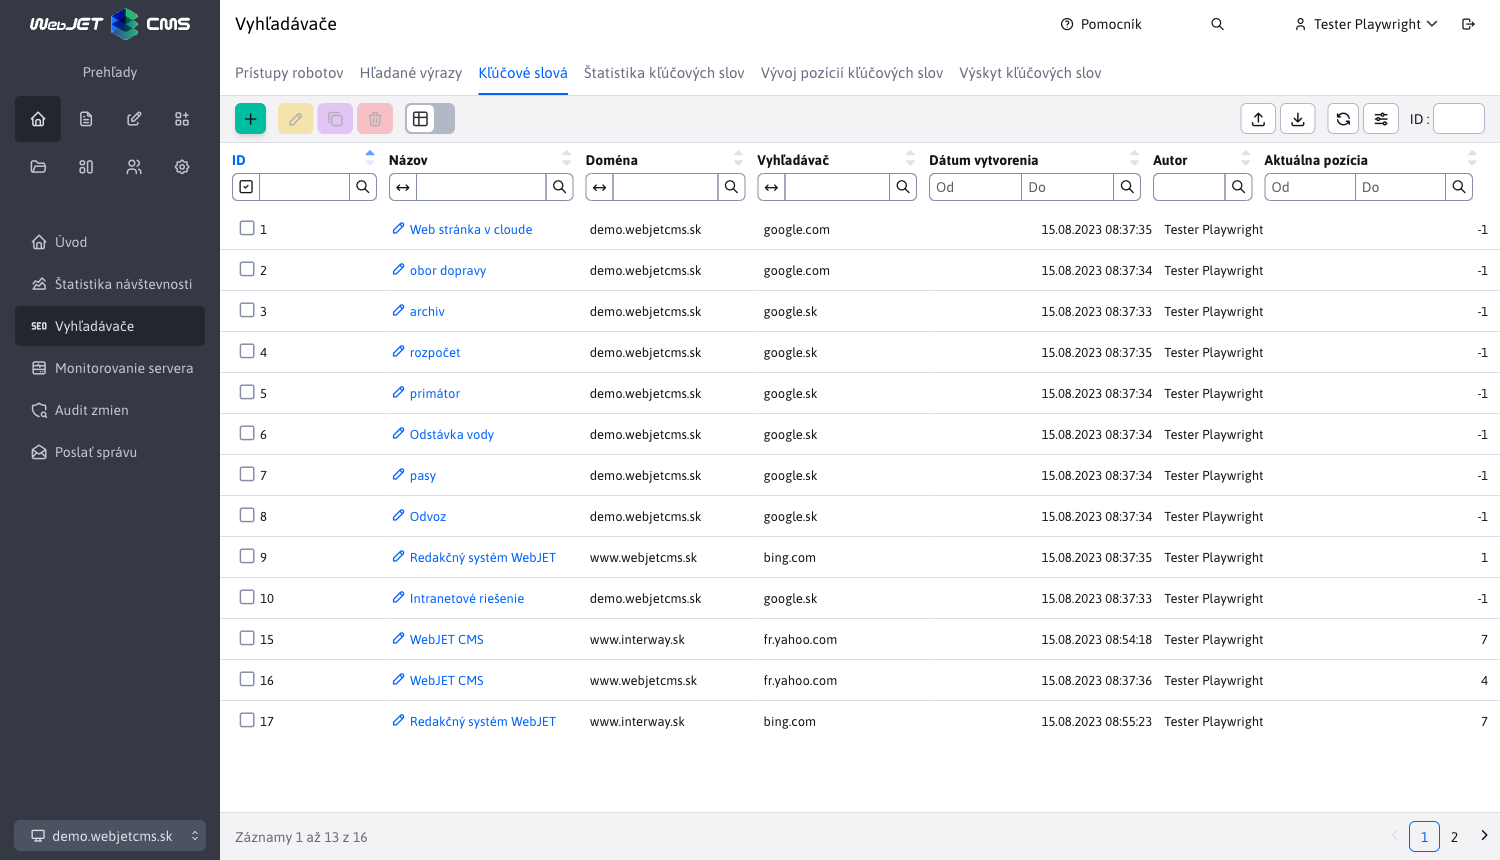 WebJET CMS
Vyhľadávače
Pomocník
Tester Playwright
Prehľady
Prístupy robotov
Hľadané výrazy
Kľúčové slová
Štatistika kľúčových slov
Vývoj pozícií kľúčových slov
Výskyt kľúčových slov
ID :
Úvod
Štatistika návštevnosti
SEO Vyhľadávače
Monitorovanie servera
Audit zmien
Poslať správu
demo.webjetcms.sk
ID Názov Doména Vyhľadávač Dátum vytvorenia Autor Aktuálna pozícia
Od Do Od Do
1 Web stránka v cloude demo.webjetcms.sk google.com 15.08.2023 08:37:35 Tester Playwright -1
2 obor dopravy demo.webjetcms.sk google.com 15.08.2023 08:37:34 Tester Playwright -1
3 archiv demo.webjetcms.sk google.sk 15.08.2023 08:37:33 Tester Playwright -1
4 rozpočet demo.webjetcms.sk google.sk 15.08.2023 08:37:35 Tester Playwright -1
5 primátor demo.webjetcms.sk google.sk 15.08.2023 08:37:34 Tester Playwright -1
6 Odstávka vody demo.webjetcms.sk google.sk 15.08.2023 08:37:34 Tester Playwright -1
7 pasy demo.webjetcms.sk google.sk 15.08.2023 08:37:34 Tester Playwright -1
8 Odvoz demo.webjetcms.sk google.sk 15.08.2023 08:37:34 Tester Playwright -1
9 Redakčný systém WebJET www.webjetcms.sk bing.com 15.08.2023 08:37:35 Tester Playwright 1
10 Intranetové riešenie demo.webjetcms.sk google.sk 15.08.2023 08:37:33 Tester Playwright -1
15 WebJET CMS www.interway.sk fr.yahoo.com 15.08.2023 08:54:18 Tester Playwright 7
16 WebJET CMS www.webjetcms.sk fr.yahoo.com 15.08.2023 08:37:36 Tester Playwright 4
17 Redakčný systém WebJET www.interway.sk bing.com 15.08.2023 08:55:23 Tester Playwright 7
Záznamy 1 až 13 z 16
1 2